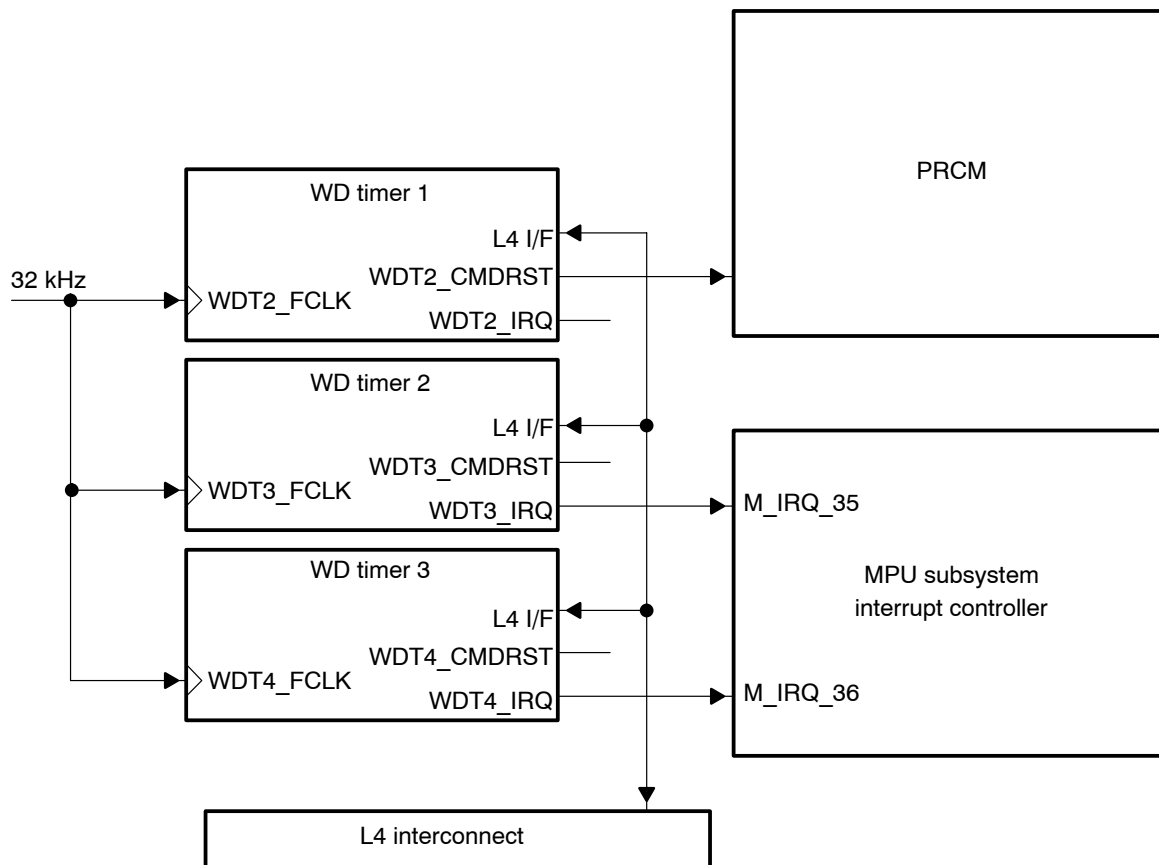 PRCM
WD timer 1
L4 I/F
32 kHz
WDT2_CMDRST
WDT2_FCLK
WDT2_IRQ
WD timer 2
L4 I/F
WDT3_CMDRST
WDT3_FCLK
WDT3_IRQ
M_IRQ_35
WD timer 3
MPU subsystem
interrupt controller
L4 I/F
WDT4_CMDRST
WDT4_FCLK
WDT4_IRQ
M_IRQ_36
L4 interconnect